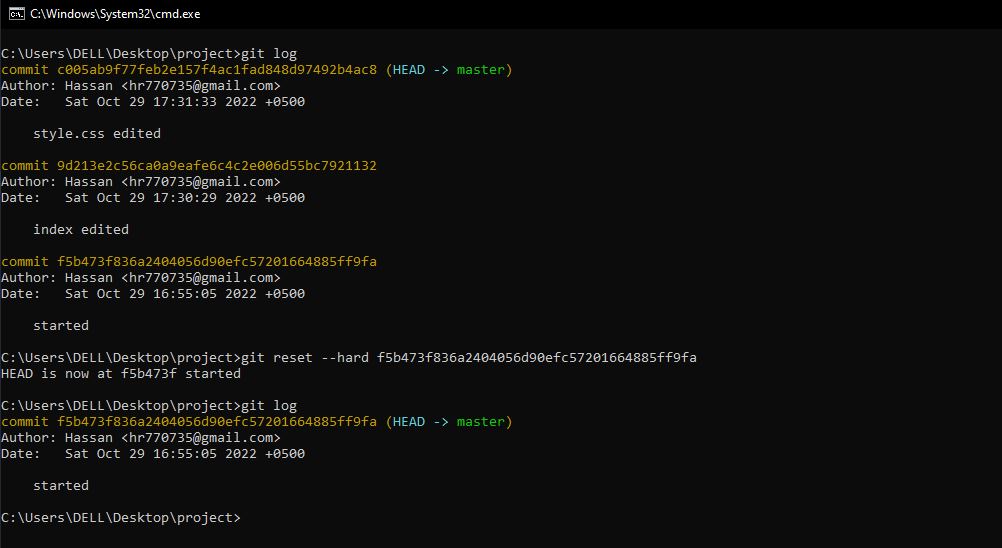 C:\Windows\System32\cmd.exe
C:\Users\DELL\Desktop\project>git log
commit c005ab9f77feb2e157f4ac1fad848d97492b4ac8 (HEAD -> master)
Author: Hassan <hr770735@gmail.com>
Date:   Sat Oct 29 17:31:33 2022 +0500
    style.css edited
commit 9d213e2c56ca0a9eafe6c4c2e006d55bc7921132
Author: Hassan <hr770735@gmail.com>
Date:   Sat Oct 29 17:30:29 2022 +0500
    index edited
commit f5b473f836a2404056d90efc57201664885ff9fa
Author: Hassan <hr770735@gmail.com>
Date:   Sat Oct 29 16:55:05 2022 +0500
    started
C:\Users\DELL\Desktop\project>git reset --hard f5b473f836a2404056d90efc57201664885ff9fa
HEAD is now at f5b473f started
C:\Users\DELL\Desktop\project>git log
commit f5b473f836a2404056d90efc57201664885ff9fa (HEAD -> master)
Author: Hassan <hr770735@gmail.com>
Date:   Sat Oct 29 16:55:05 2022 +0500
    started
C:\Users\DELL\Desktop\project>